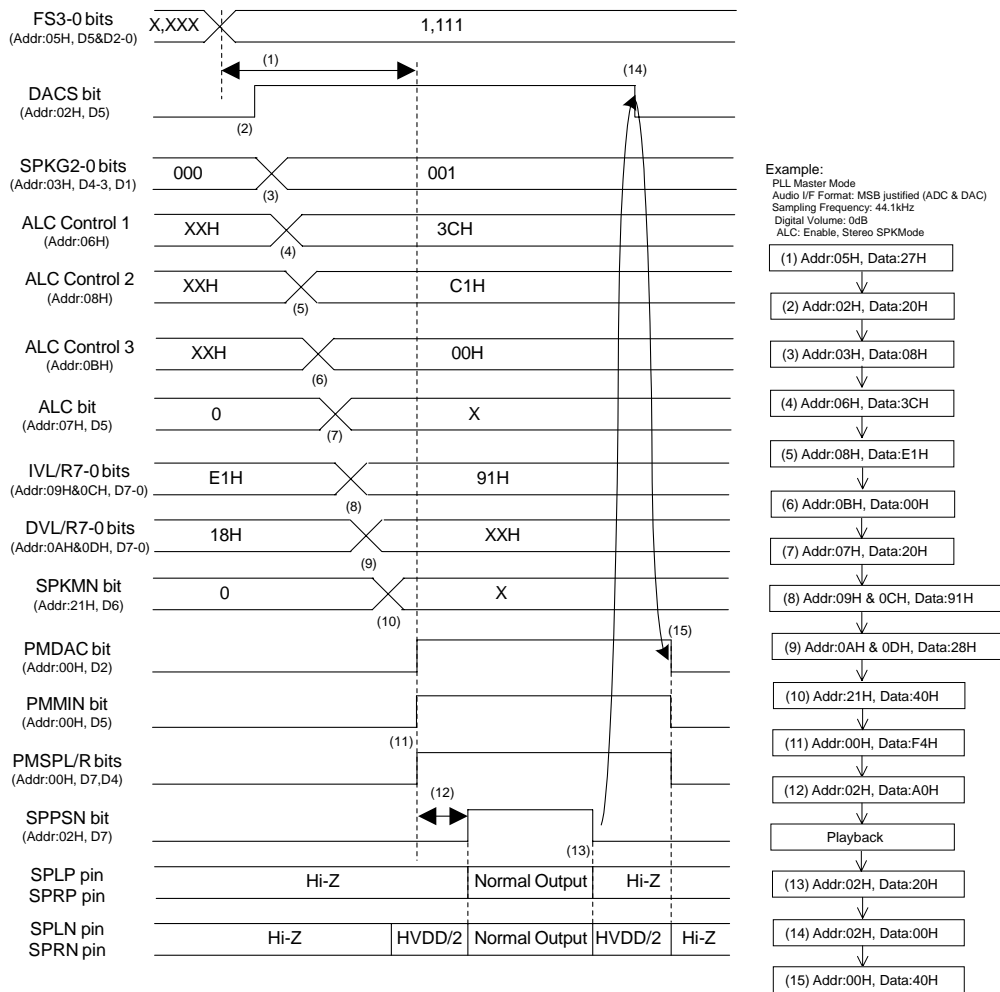 FS3-0 bits
(Addr:05H, D5&D2-0)
X,XXX
1,111
(1)
(14)
DACS bit
(Addr:02H, D5)
(2)
SPKG2-0 bits
(Addr:03H, D4-3, D1)
000
001
(3)
ALC Control 1
(Addr:06H)
XXH
3CH
(4)
ALC Control 2
(Addr:08H)
XXH
C1H
(5)
ALC Control 3
(Addr:0BH)
XXH
00H
(6)
ALC bit
(Addr:07H, D5)
0
X
(7)
IVL/R7-0 bits
(Addr:09H&0CH, D7-0)
E1H
91H
(8)
DVL/R7-0 bits
(Addr:0AH&0DH, D7-0)
18H
XXH
(9)
SPKMN bit
(Addr:21H, D6)
0
X
(10)
PMDAC bit
(Addr:00H, D2)
(15)
PMMIN bit
(Addr:00H, D5)
(11)
PMSPL/R bits
(Addr:00H, D7,D4)
(12)
SPPSN bit
(Addr:02H, D7)
(13)
SPLP pin
SPRP pin
Hi-Z
Normal Output
Hi-Z
SPLN pin
SPRN pin
Hi-Z
HVDD/2
Normal Output
HVDD/2
Hi-Z
Example:
PLL Master Mode
Audio I/F Format: MSB justified (ADC & DAC)
Sampling Frequency: 44.1kHz
Digital Volume: 0dB
ALC: Enable, Stereo SPKMode
(1) Addr:05H, Data:27H
(2) Addr:02H, Data:20H
(3) Addr:03H, Data:08H
(4) Addr:06H, Data:3CH
(5) Addr:08H, Data:E1H
(6) Addr:0BH, Data:00H
(7) Addr:07H, Data:20H
(8) Addr:09H & 0CH, Data:91H
(9) Addr:0AH & 0DH, Data:28H
(10) Addr:21H, Data:40H
(11) Addr:00H, Data:F4H
(12) Addr:02H, Data:A0H
Playback
(13) Addr:02H, Data:20H
(14) Addr:02H, Data:00H
(15) Addr:00H, Data:40H